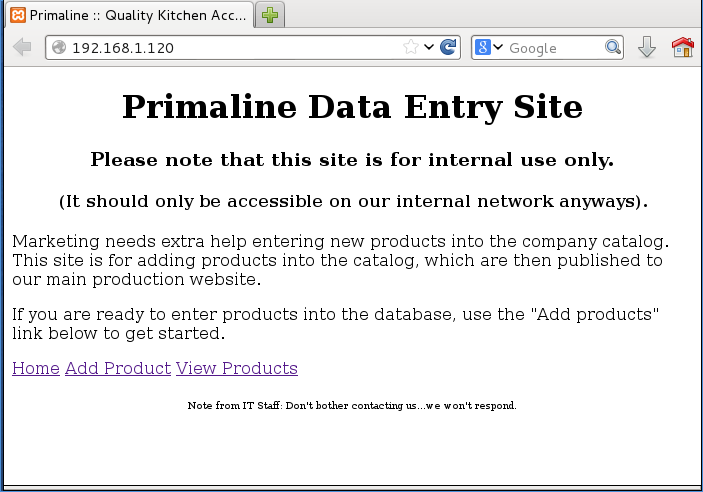 Primaline :: Quality Kitchen Acc...
192.168.1.120
Google
Primaline Data Entry Site
Please note that this site is for internal use only.
(It should only be accessible on our internal network anyways).
Marketing needs extra help entering new products into the company catalog.
This site is for adding products into the catalog, which are then published to
our main production website.
If you are ready to enter products into the database, use the "Add products"
link below to get started.
Home Add Product View Products
Note from IT Staff: Don't bother contacting us...we won't respond.